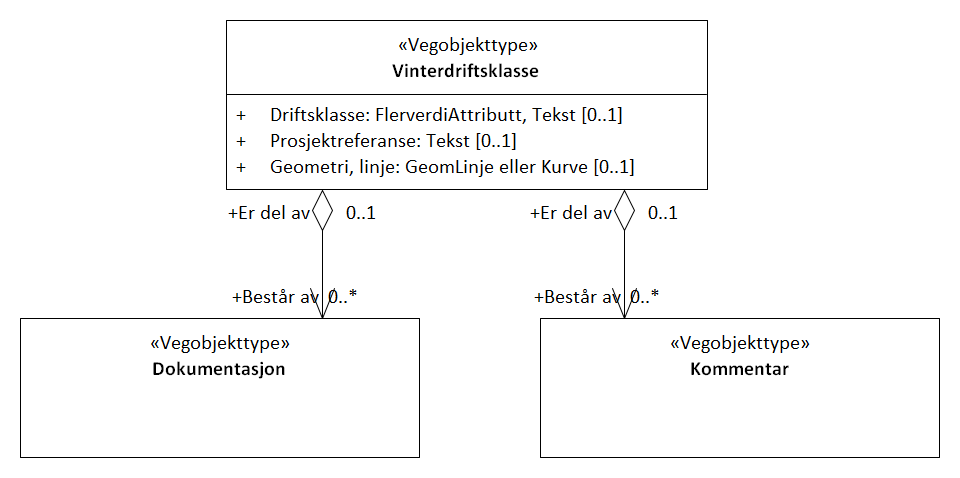 «Vegobjekttype»
Vinterdriftsklasse
+ Driftsklasse: FlerverdiAttributt, Tekst [0..1]
+ Prosjektreferanse: Tekst [0..1]
+ Geometri, linje: GeomLinje eller Kurve [0..1]
+Er del av 0..1
+Er del av 0..1
+Består av 0..*
+Består av 0..*
«Vegobjekttype»
Dokumentasjon
«Vegobjekttype»
Kommentar